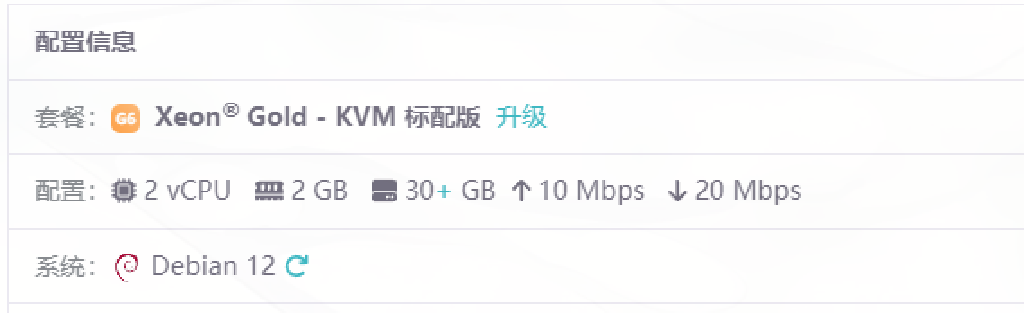 配置信息
套餐： G6 Xeon® Gold - KVM 标配版 升级
配置： 2 vCPU 2 GB 30+ GB ↑ 10 Mbps ↓ 20 Mbps
系统： Debian 12